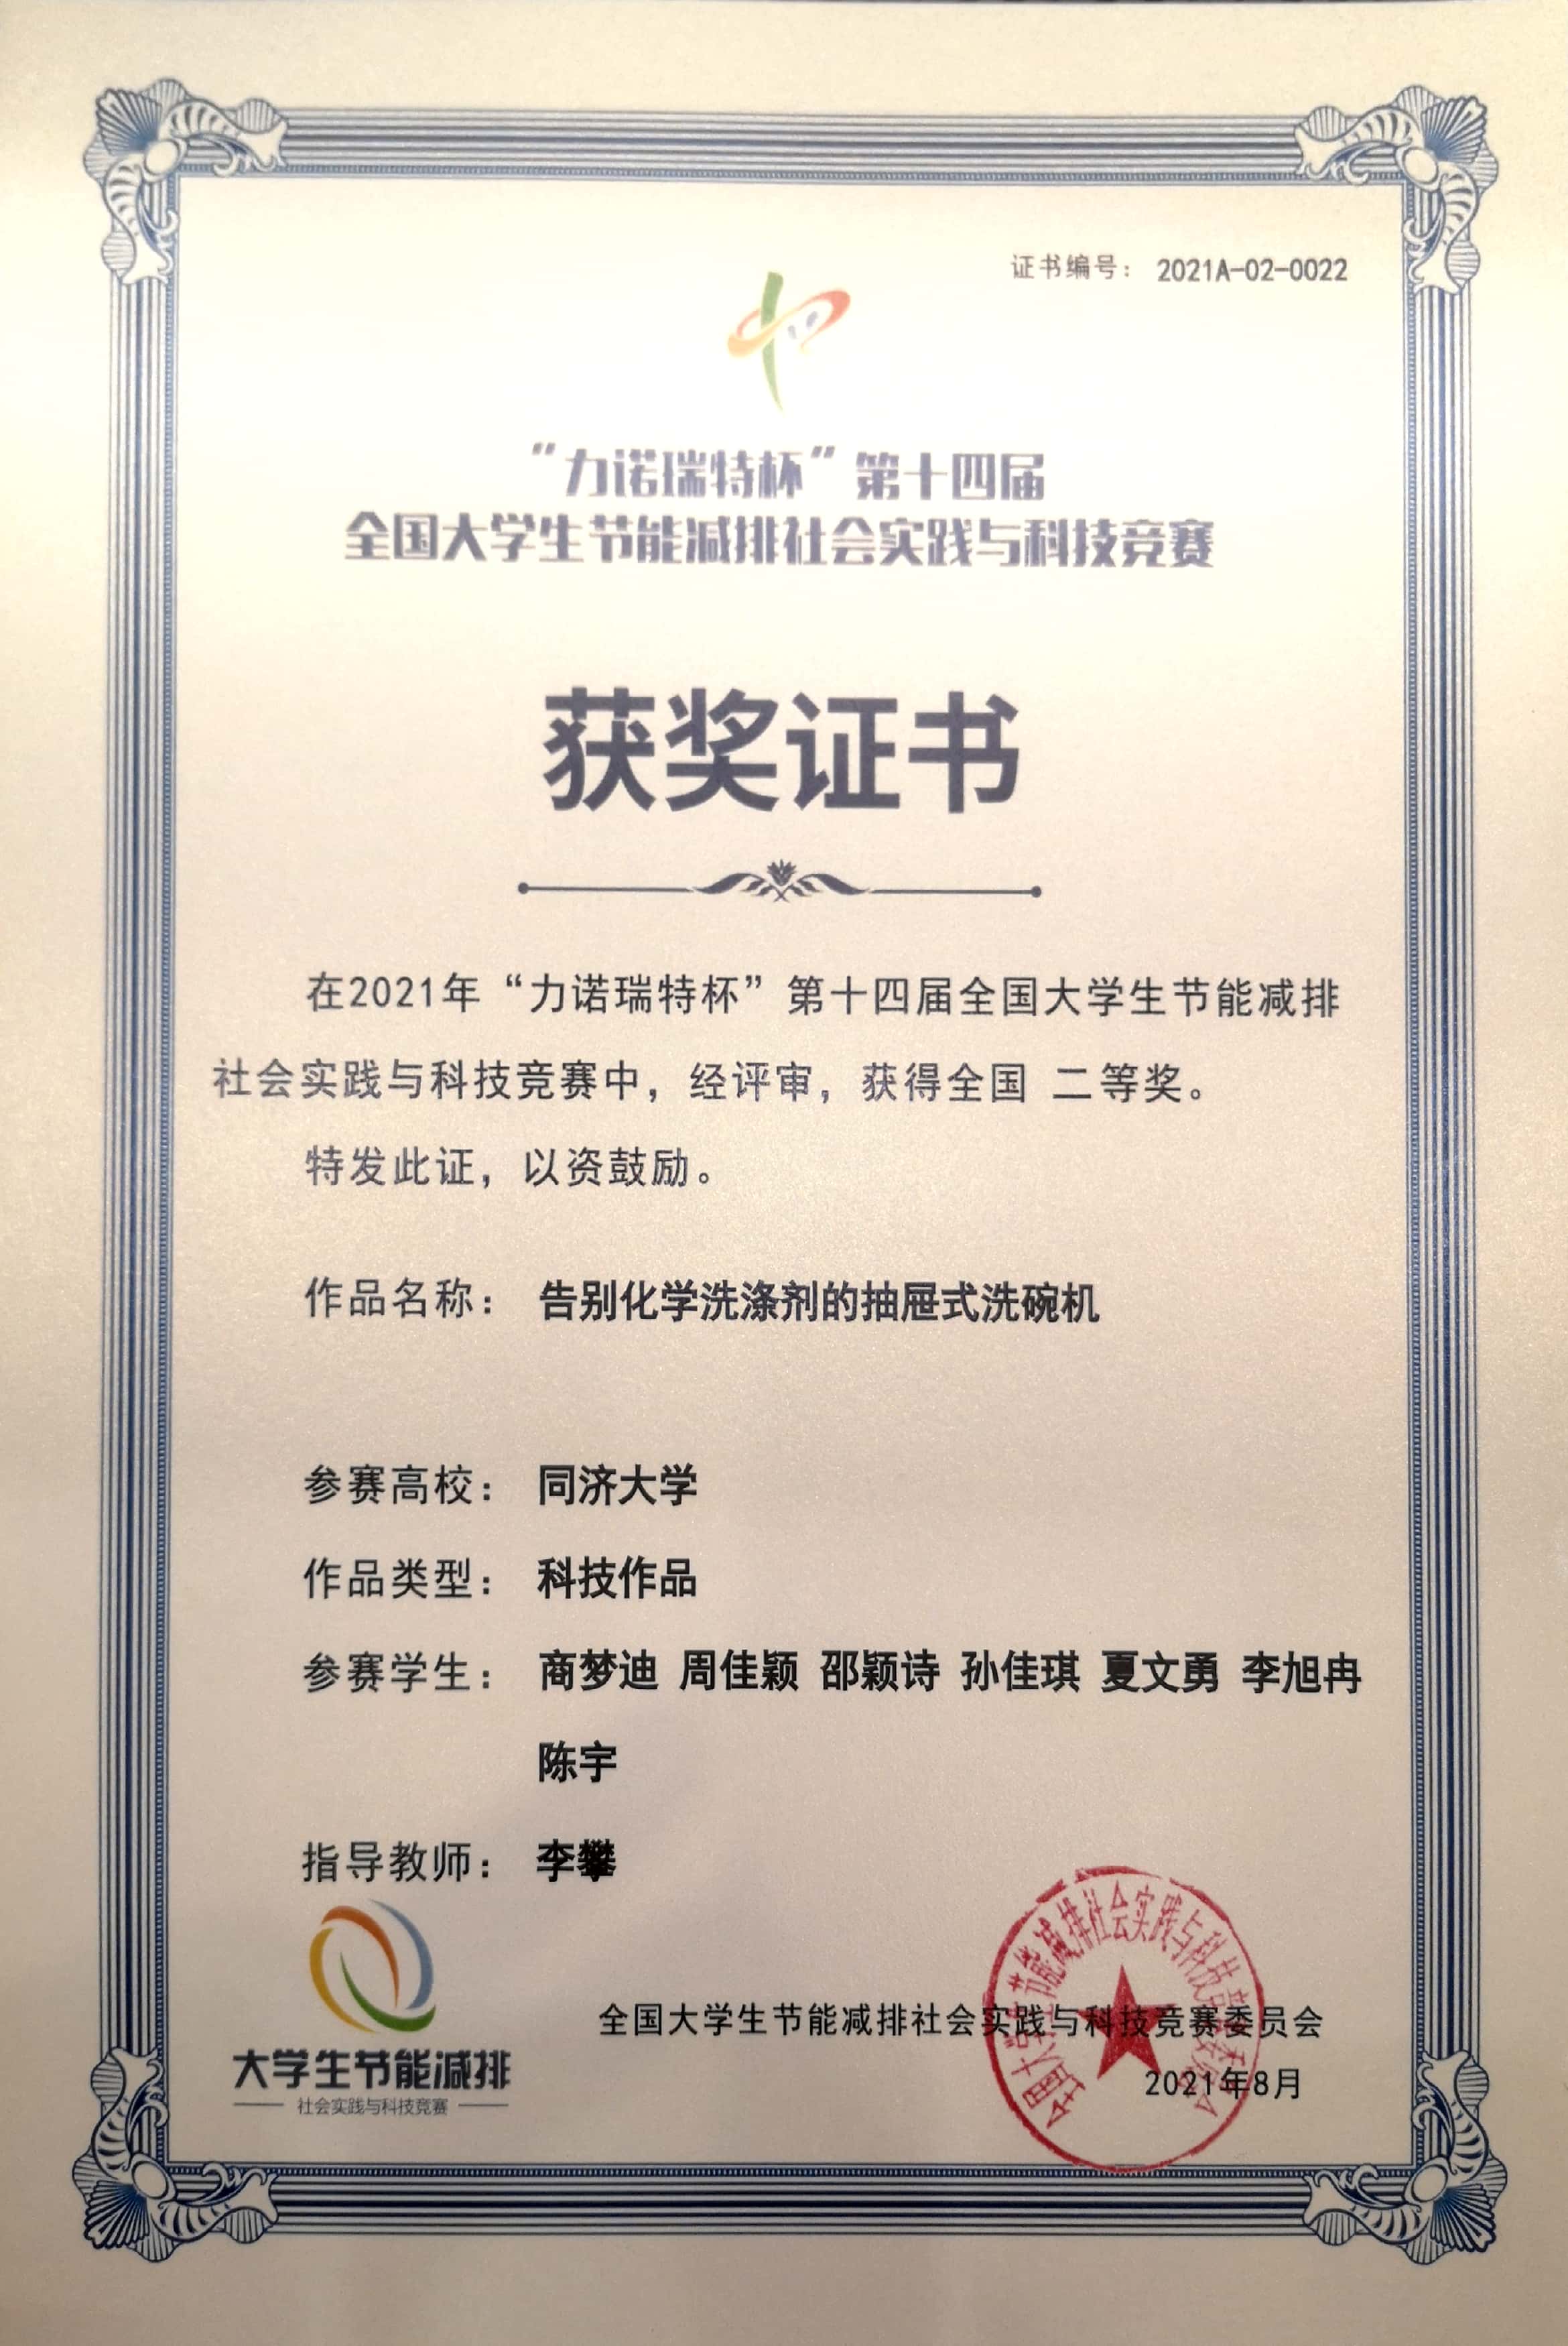 证书编号： 2021A-02-0022
“力诺瑞特杯”第十四届
全国大学生节能减排社会实践与科技竞赛
获奖证书
在2021年“力诺瑞特杯”第十四届全国大学生节能减排
社会实践与科技竞赛中，经评审，获得全国 二等奖。
特发此证，以资鼓励。
作品名称： 告别化学洗涤剂的抽屉式洗碗机
参赛高校： 同济大学
作品类型： 科技作品
参赛学生： 商梦迪 周佳颖 邵颖诗 孙佳琪 夏文勇 李旭冉
陈宇
指导教师： 李攀
大学生节能减排
社会实践与科技竞赛
全国大学生节能减排社会实践与科技竞赛委员会
2021年8月
全国大学生节能减排社会实践与科技竞赛委员会